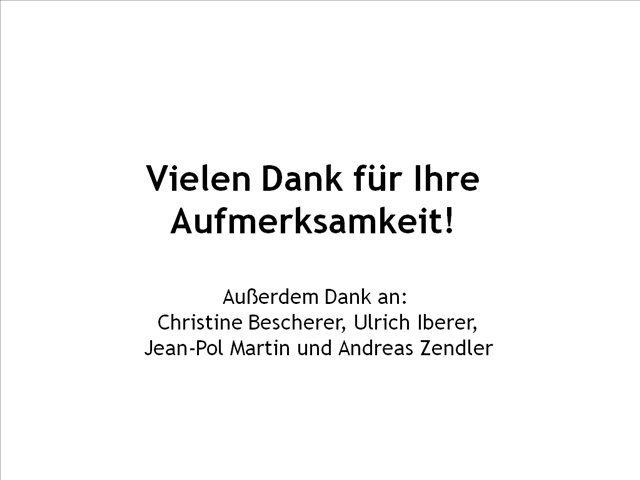 Vielen Dank für Ihre
Aufmerksamkeit!
Außerdem Dank an:
Christine Bescherer, Ulrich Iberer,
Jean-Pol Martin und Andreas Zendler